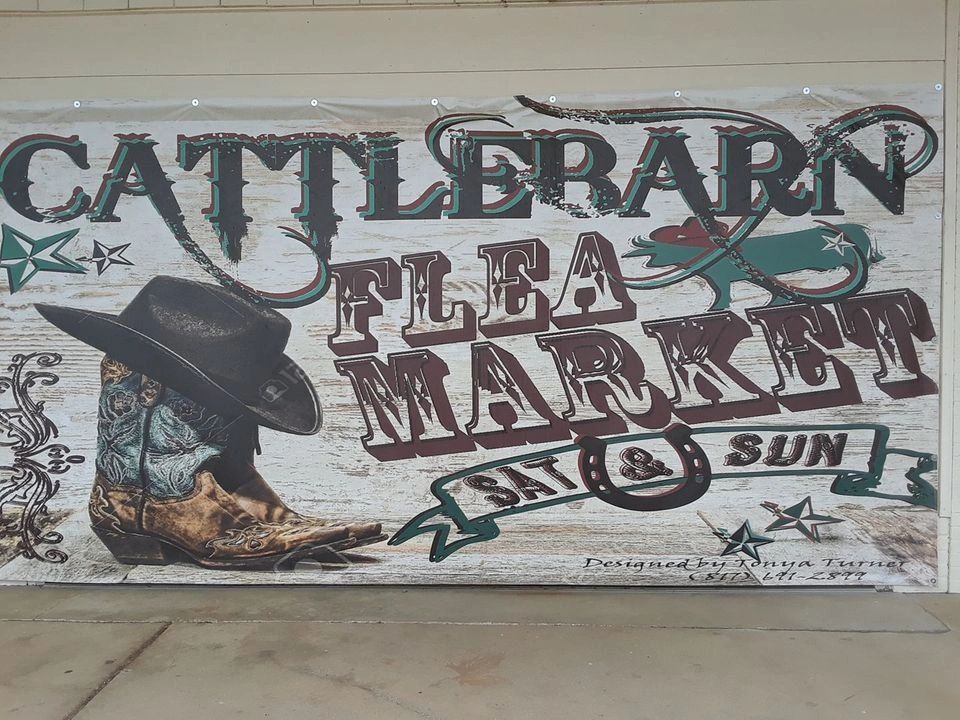 CATTLEBARN
FLEA
MARKET
SAT & SUN
Designed by Tonya Turner
(817) 691-2899